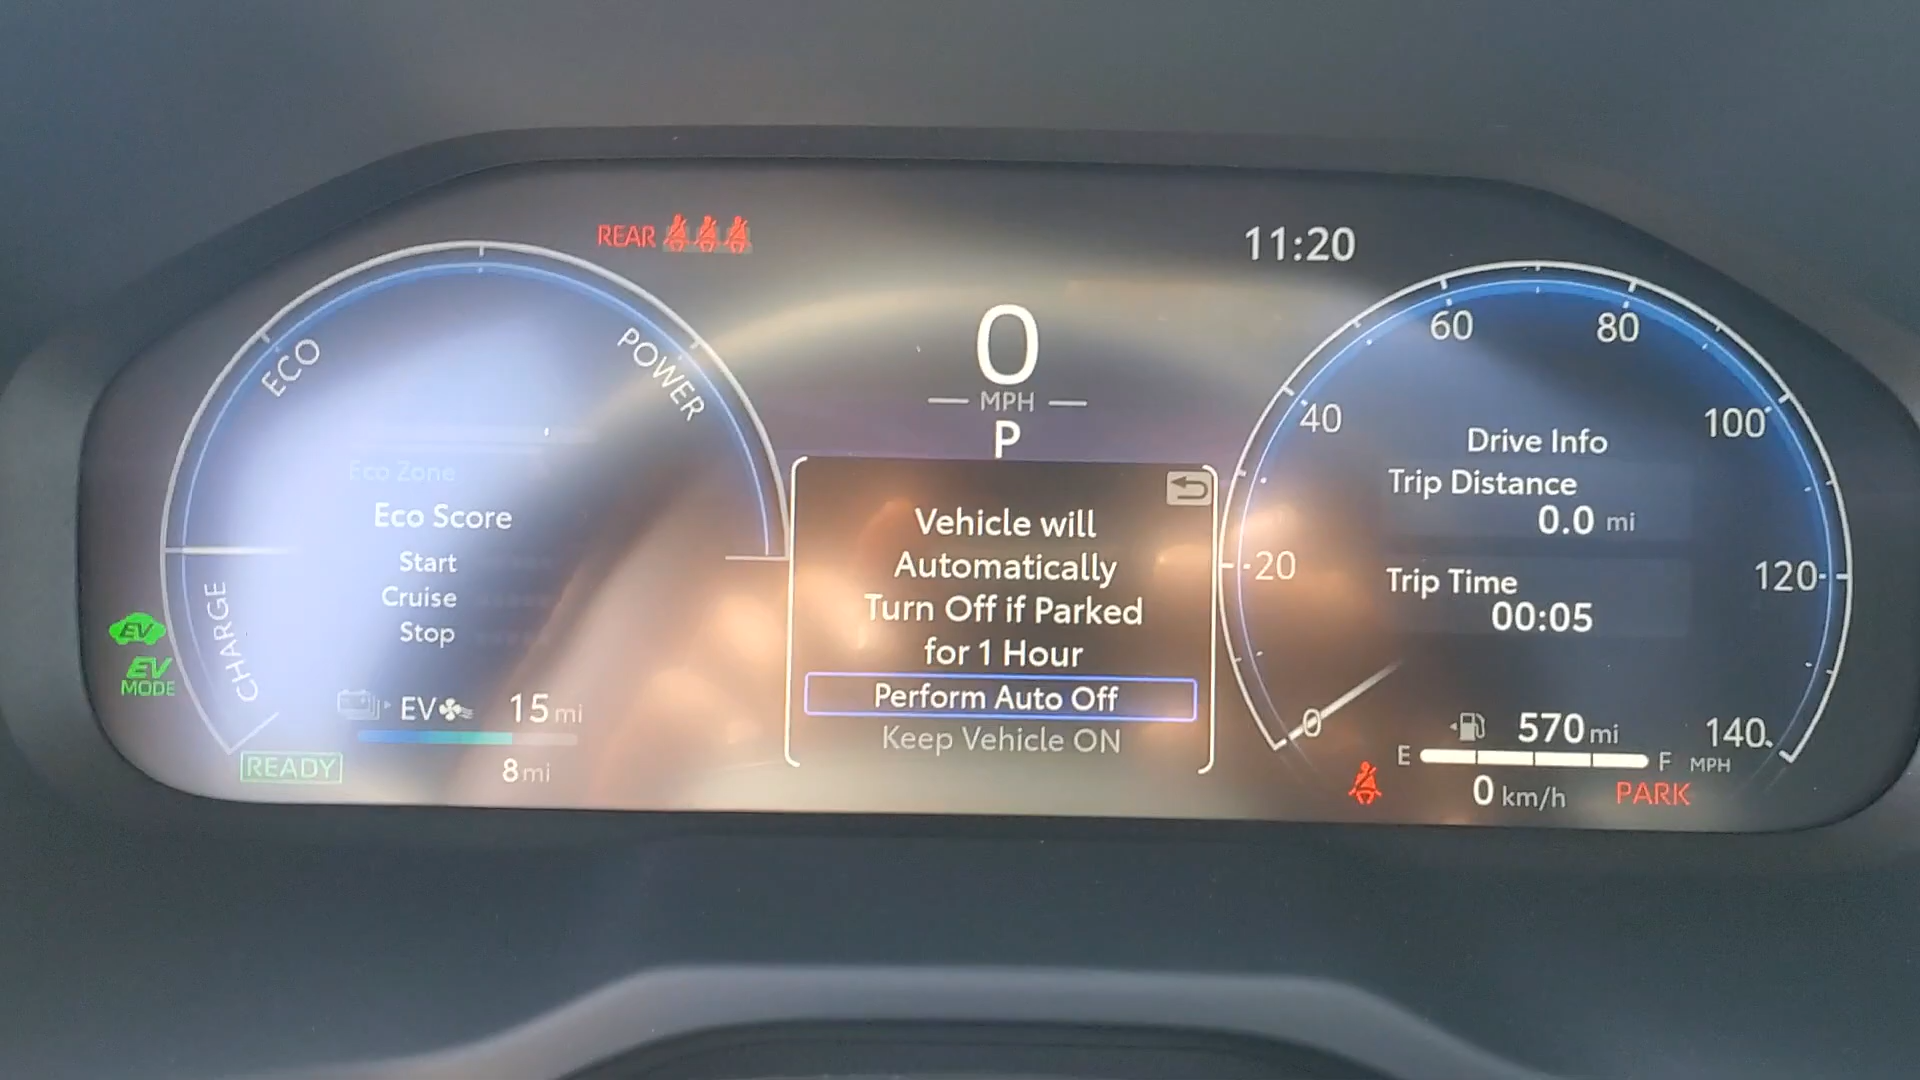 REAR
11:20
0
MPH
P
ECO
POWER
CHARGE
Eco Zone
Eco Score
Start
Cruise
Stop
EV
EV
MODE
EV 15 mi
8 mi
READY
Vehicle will
Automatically
Turn Off if Parked
for 1 Hour
Perform Auto Off
Keep Vehicle ON
0
20
40
60
80
100
120
140
MPH
Drive Info
Trip Distance
0.0 mi
Trip Time
00:05
570 mi
E F
0 km/h
PARK